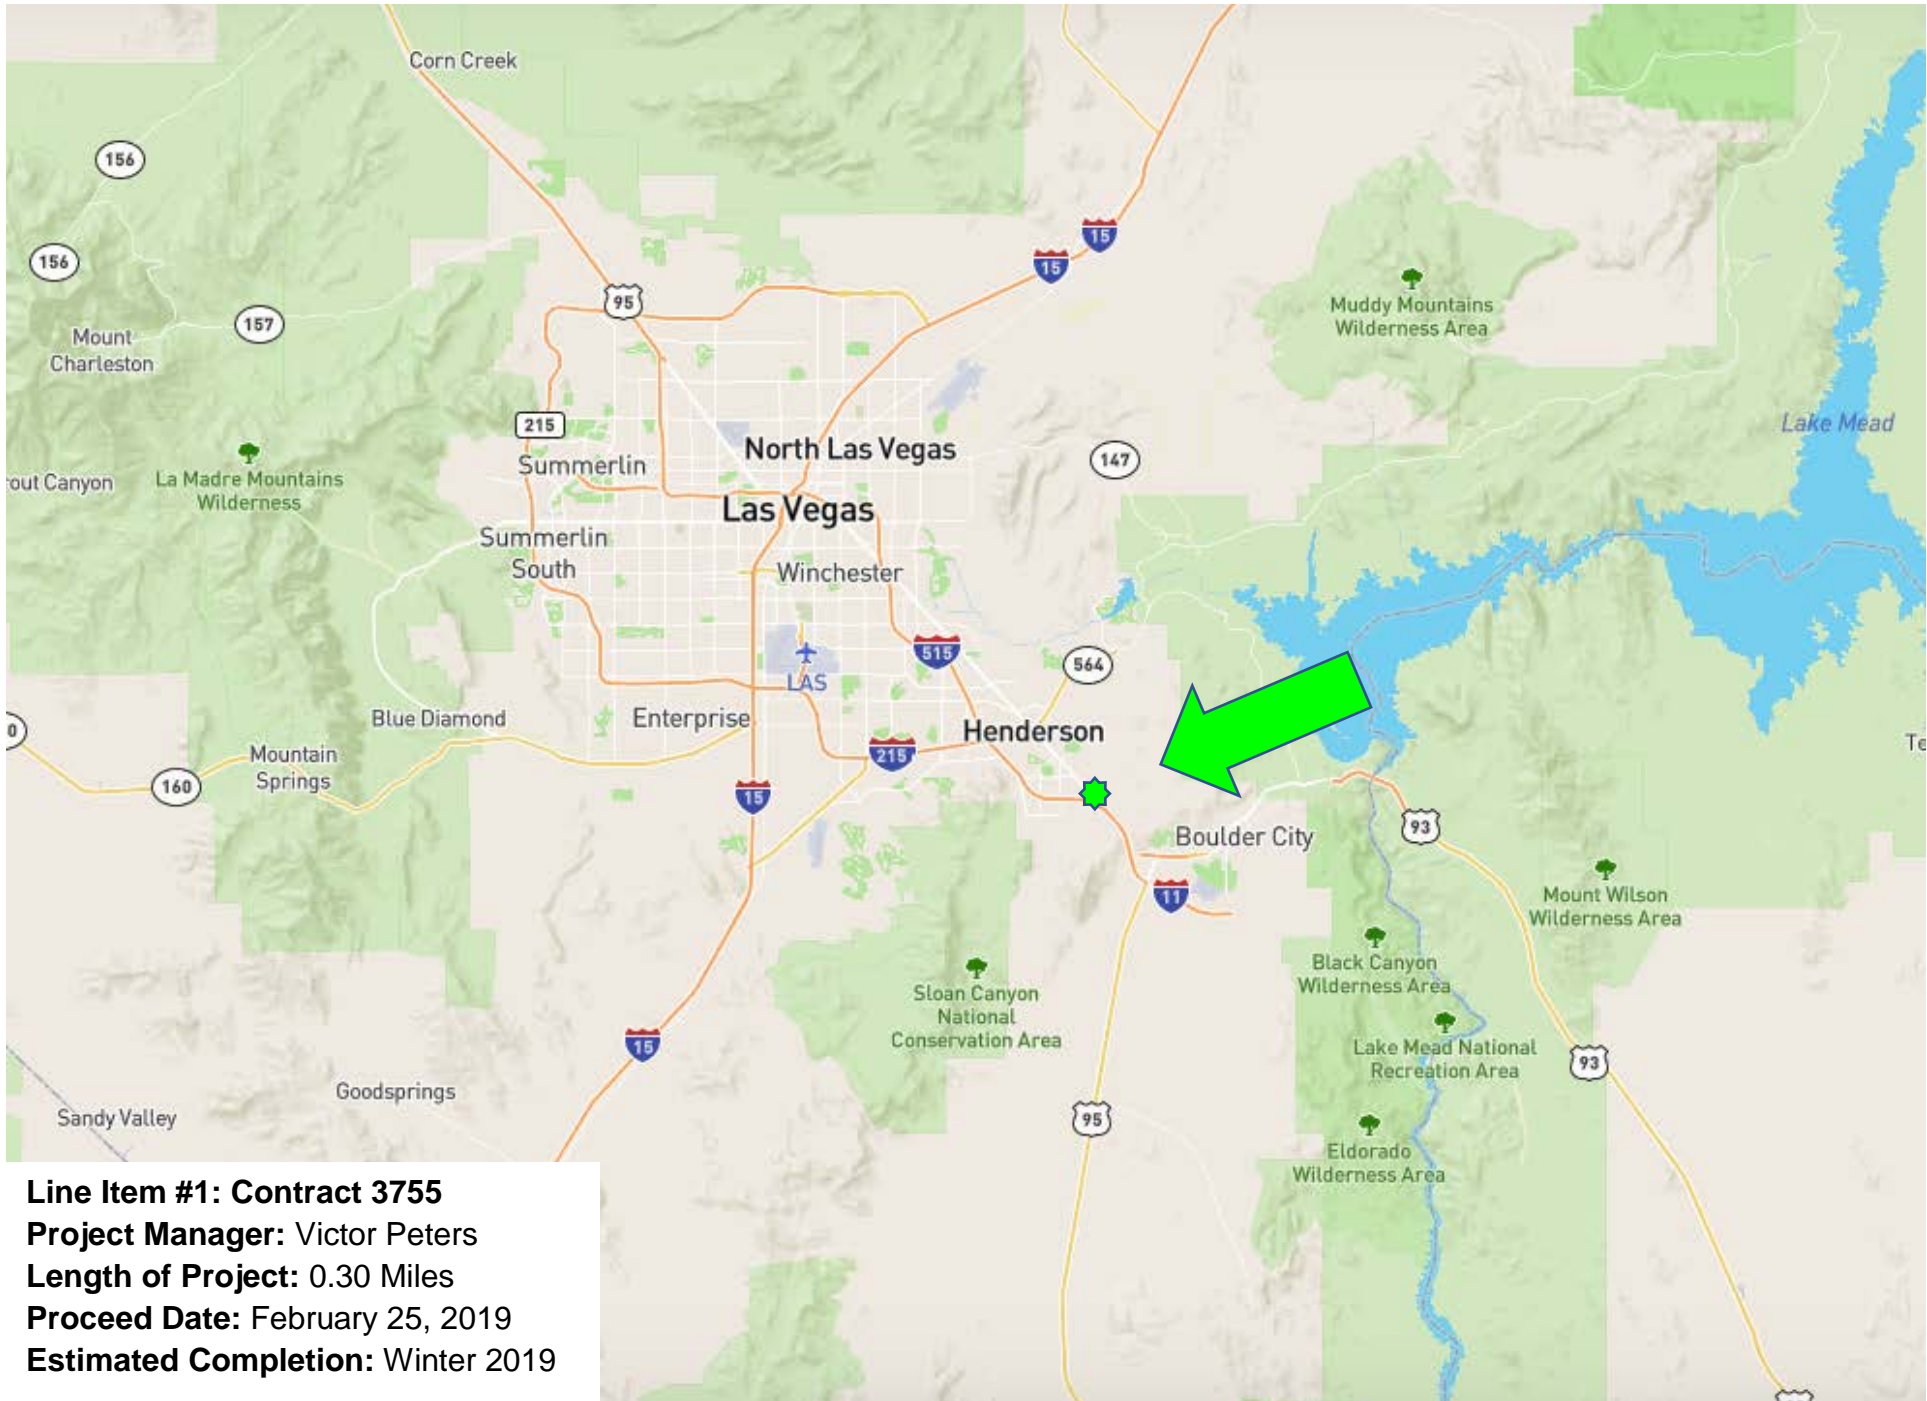 Corn Creek
156
15
156
15
95
Muddy Mountains
Wilderness Area
157
Mount
Charleston
215
Lake Mead
North Las Vegas
147
Summerlin
rout Canyon
La Madre Mountains
Wilderness
Las Vegas
Summerlin
South
Winchester
515
564
LAS
Blue Diamond
Enterprise
Henderson
0
Te
215
Mountain
Springs
160
15
93
Boulder City
11
Mount Wilson
Wilderness Area
Black Canyon
Wilderness Area
Sloan Canyon
National
Conservation Area
15
Lake Mead National
Recreation Area
93
Goodsprings
Sandy Valley
95
Eldorado
Wilderness Area
Line Item #1: Contract 3755
Project Manager: Victor Peters
Length of Project: 0.30 Miles
Proceed Date: February 25, 2019
Estimated Completion: Winter 2019